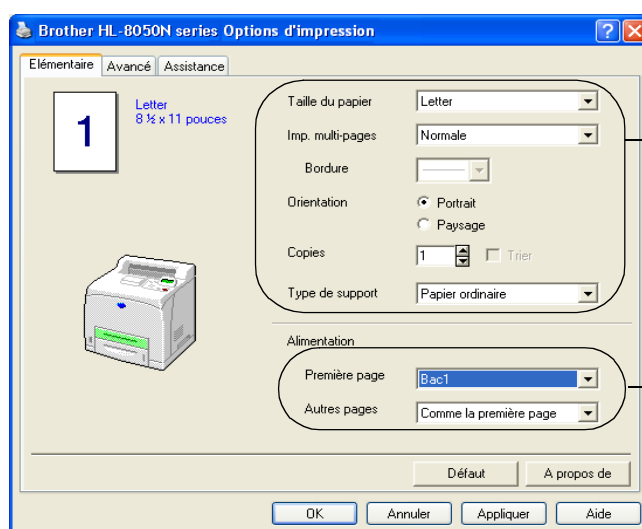 Brother HL-8050N series Options d'impression
Elémentaire Avancé Assistance
1
Letter
8 ½ x 11 pouces
Taille du papier Letter
Imp. multi-pages Normale
Bordure
Orientation Portrait
Paysage
Copies 1 Trier
Type de support Papier ordinaire
Alimentation
Première page Bac1
Autres pages Comme la première page
Défaut A propos de
OK Annuler Appliquer Aide